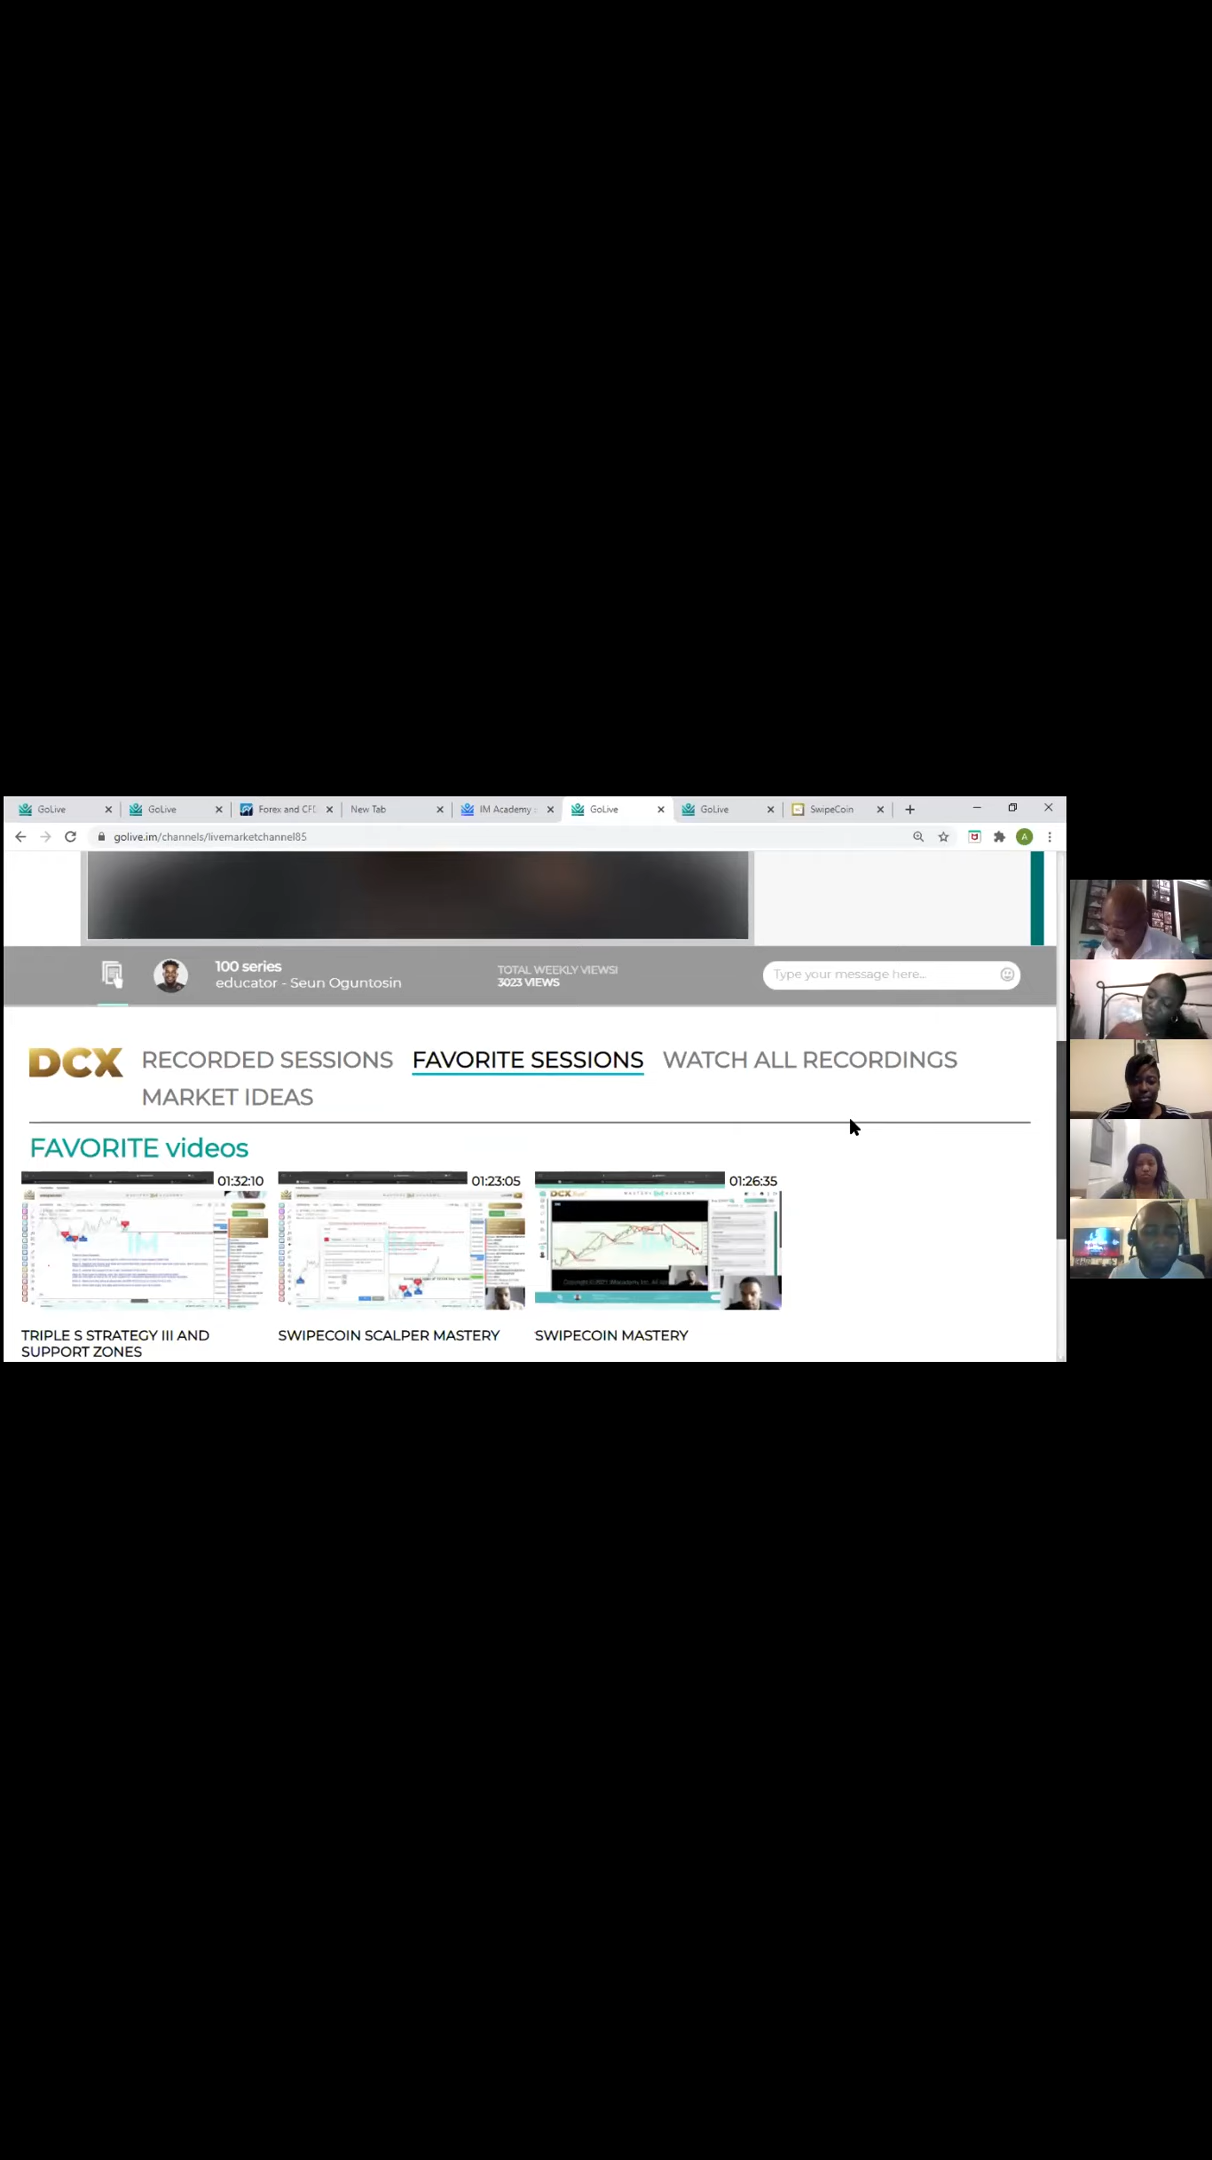 GoLive
GoLive
Forex and CFD
New Tab
IM Academy
GoLive
GoLive
SwipeCoin
golive.im/channels/livemarketchannel85
A
100 series
educator - Seun Oguntosin
TOTAL WEEKLY VIEWS!
3023 VIEWS
Type your message here...
DCX
RECORDED SESSIONS
FAVORITE SESSIONS
WATCH ALL RECORDINGS
MARKET IDEAS
FAVORITE videos
01:32:10
01:23:05
01:26:35
IM
DCX
TRIPLE S STRATEGY III AND
SUPPORT ZONES
SWIPECOIN SCALPER MASTERY
SWIPECOIN MASTERY